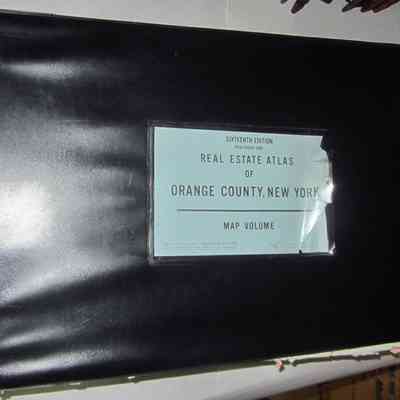 SIXTEENTH EDITION
REAL ESTATE ATLAS
OF
ORANGE COUNTY, NEW YORK
MAP VOLUME